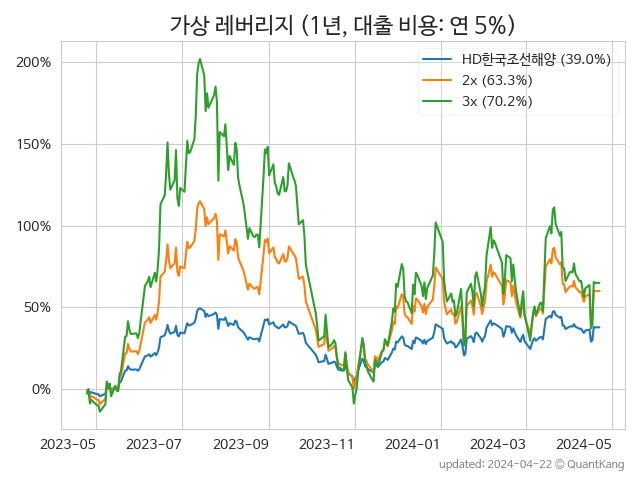 가상 레버리지 (1년, 대출 비용: 연 5%)
HD한국조선해양 (39.0%)
2x (63.3%)
3x (70.2%)
200%
150%
100%
50%
0%
2023-05 2023-07 2023-09 2023-11 2024-01 2024-03 2024-05
updated: 2024-04-22 © QuantKang